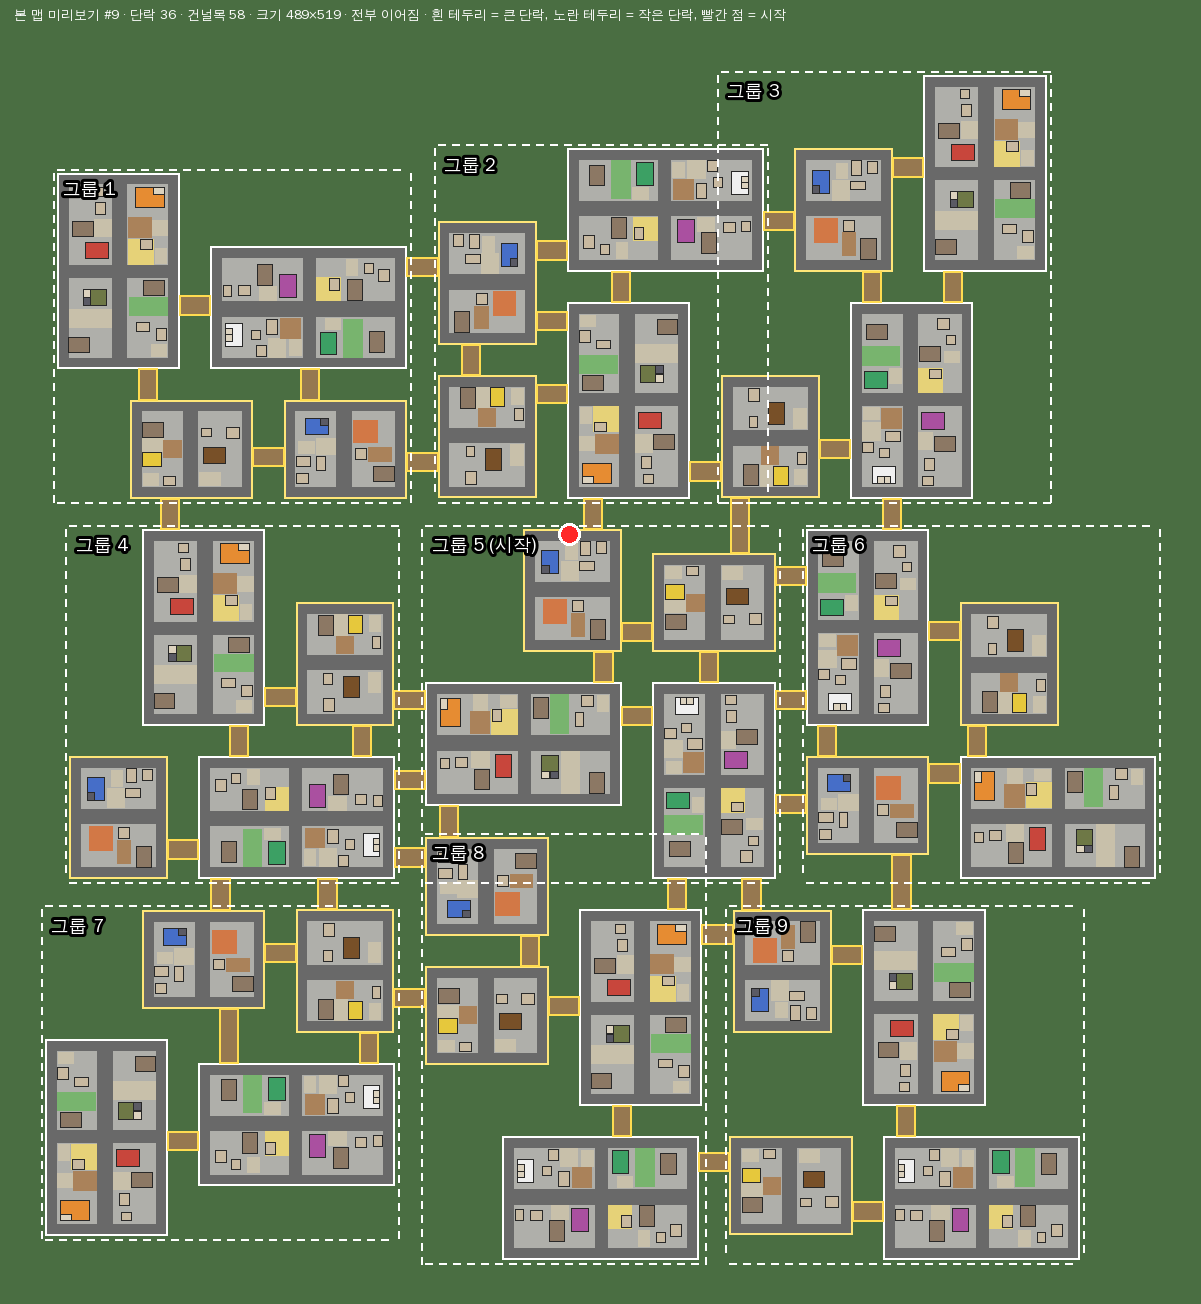 본 맵 미리보기 #9 · 단락 36 · 건널목 58 · 크기 489×519 · 전부 이어짐 · 흰 테두리 = 큰 단락, 노란 테두리 = 작은 단락, 빨간 점 = 시작
그룹 3
그룹 2
그룹 1
그룹 4
그룹 5 (시작)
그룹 6
그룹 8
그룹 7
그룹 9